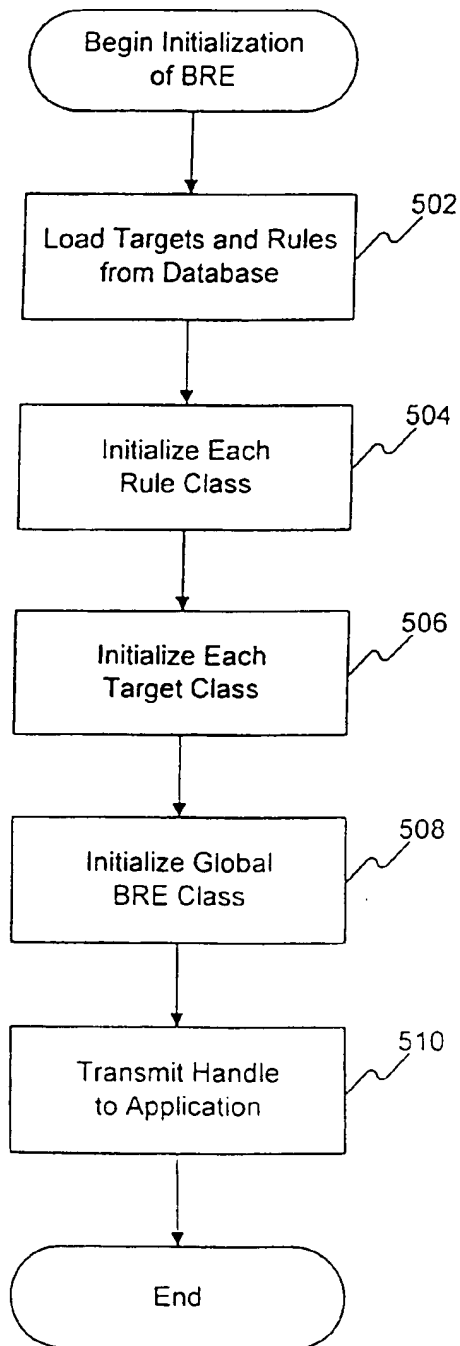 Begin Initialization
of BRE
502
Load Targets and Rules
from Database
504
Initialize Each
Rule Class
506
Initialize Each
Target Class
508
Initialize Global
BRE Class
510
Transmit Handle
to Application
End